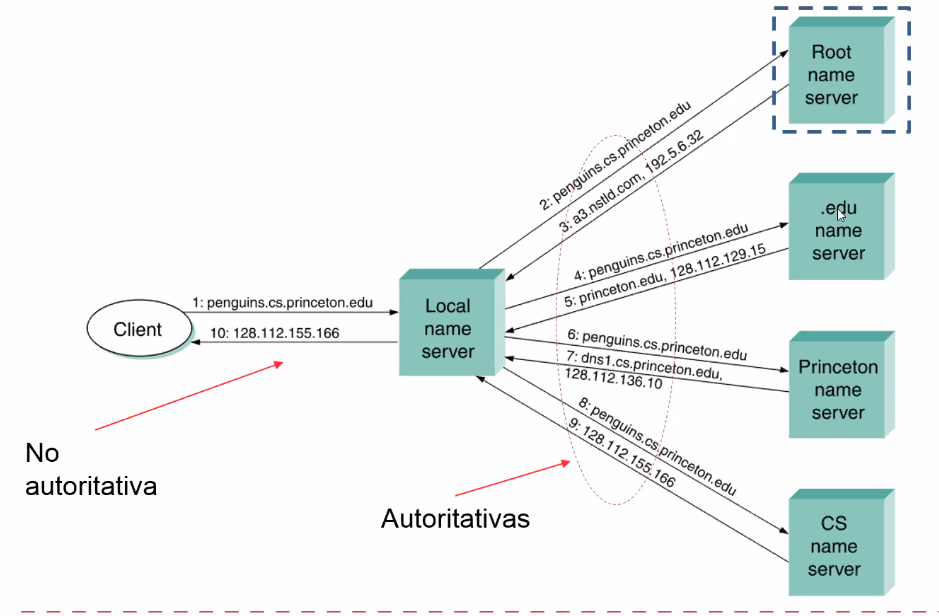 Root
name
server
2: penguins.cs.princeton.edu
3: a3.nstld.com, 192.5.6.32
.edu
name
server
4: penguins.cs.princeton.edu
5: princeton.edu, 128.112.129.15
Client
1: penguins.cs.princeton.edu
10: 128.112.155.166
Local
name
server
6: penguins.cs.princeton.edu
7: dns1.cs.princeton.edu,
128.112.136.10
Princeton
name
server
8: penguins.cs.princeton.edu
9: 128.112.155.166
CS
name
server
No
autoritativa
Autoritativas